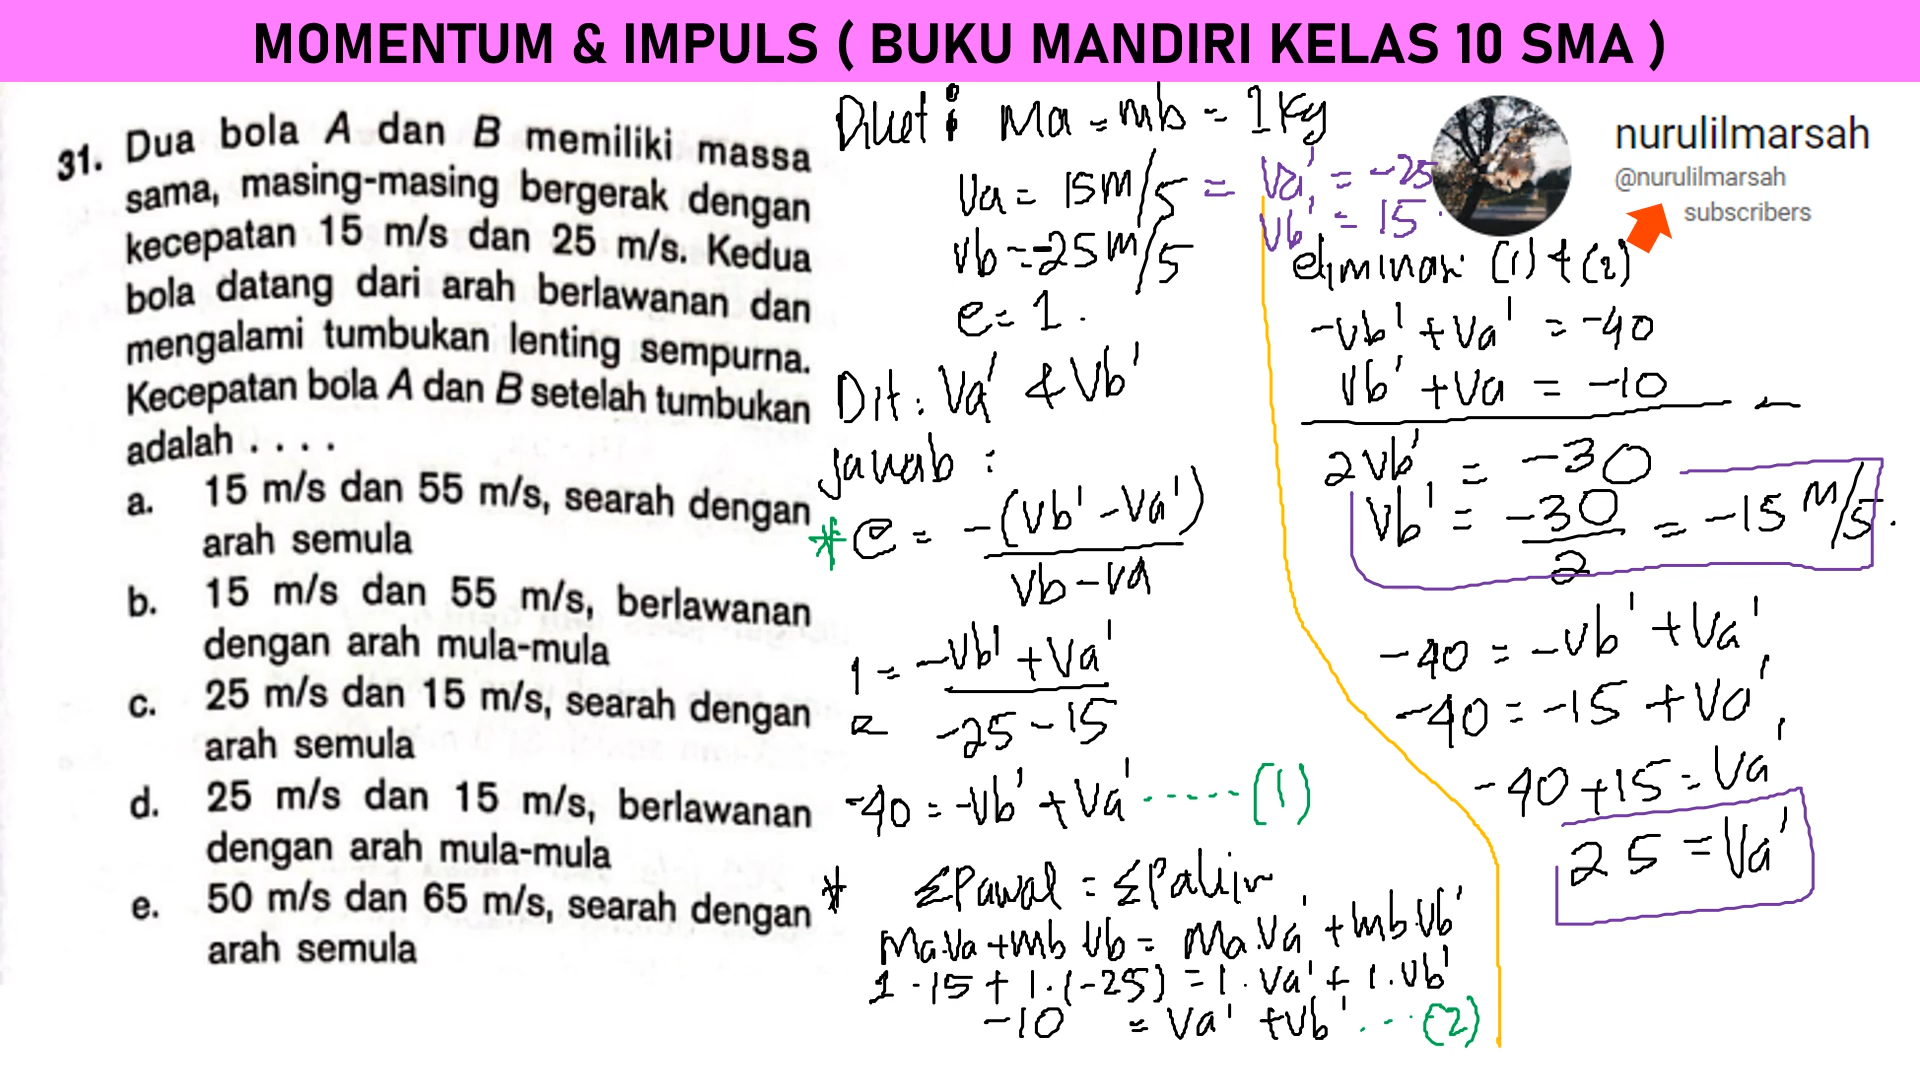 MOMENTUM & IMPULS ( BUKU MANDIRI KELAS 10 SMA )
31. Dua bola A dan B memiliki massa
sama, masing-masing bergerak dengan
kecepatan 15 m/s dan 25 m/s. Kedua
bola datang dari arah berlawanan dan
mengalami tumbukan lenting sempurna.
Kecepatan bola A dan B setelah tumbukan
adalah . . . .
a. 15 m/s dan 55 m/s, searah dengan
arah semula
b. 15 m/s dan 55 m/s, berlawanan
dengan arah mula-mula
c. 25 m/s dan 15 m/s, searah dengan
arah semula
d. 25 m/s dan 15 m/s, berlawanan
dengan arah mula-mula
e. 50 m/s dan 65 m/s, searah dengan
arah semula
Diket : Ma = mb = 1 kg
Va = 15 m/s = Va' = -25
Vb = -25 m/s Vb' = 15
e = 1 .
Dit : Va' & Vb'
Jawab :
* e = -(Vb' - Va')
Vb - Va
1 = -Vb' + Va'
-25 - 15
-40 = -Vb' + Va' ...... (1)
* ΣPawal = ΣPakhir
Ma.Va + mb Vb = Ma.Va' + mb.Vb'
1 . 15 + 1.(-25) = 1 . Va' + 1.Vb'
-10 = Va' + Vb' .... (2)
nurulilmarsah
@nurulilmarsah
subscribers
eliminasi (1) & (2)
-Vb' + Va' = -40
Vb' + Va = -10
2Vb' = -30
Vb' = -30 = -15 M/s.
2
-40 = -Vb' + Va'
-40 = -15 + Va'
-40 + 15 = Va'
25 = Va'